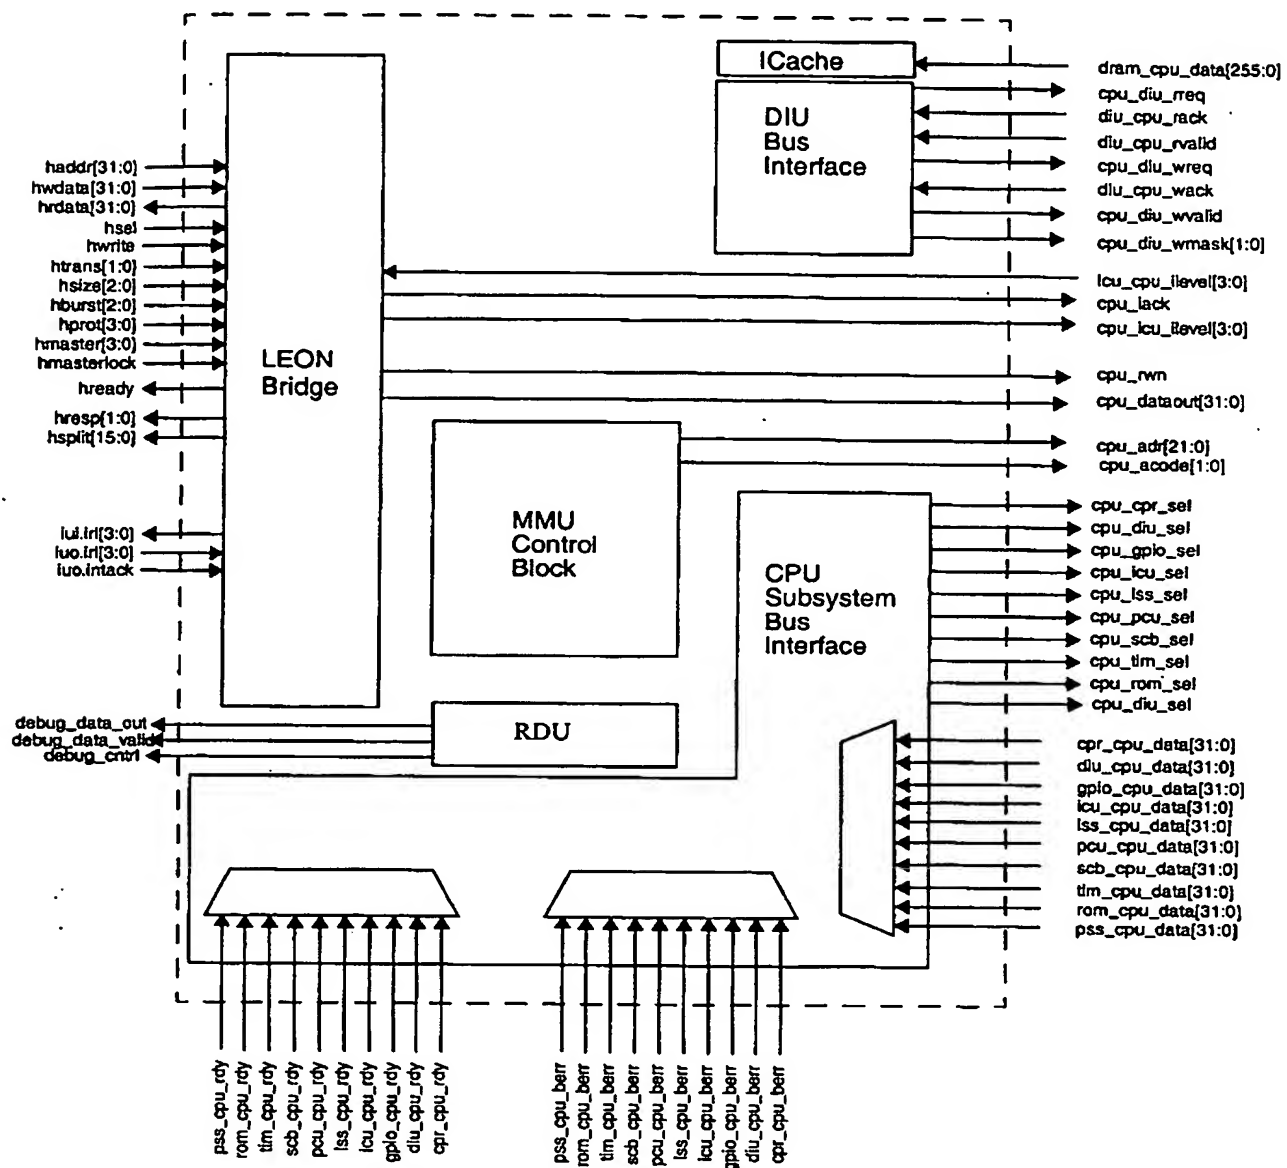 ICache
DIU
Bus
Interface
dram_cpu_data[255:0]
cpu_diu_rreq
diu_cpu_rack
diu_cpu_rvalid
cpu_diu_wreq
diu_cpu_wack
cpu_diu_wvalid
cpu_diu_wmask[1:0]
icu_cpu_ilevel[3:0]
cpu_iack
cpu_icu_ilevel[3:0]
cpu_rwn
cpu_dataout[31:0]
cpu_adr[21:0]
cpu_acode[1:0]
haddr[31:0]
hwdata[31:0]
hrdata[31:0]
hsel
hwrite
htrans[1:0]
hsize[2:0]
hburst[2:0]
hprot[3:0]
hmaster[3:0]
hmasterlock
hready
hresp[1:0]
hsplit[15:0]
iui.irl[3:0]
iuo.irl[3:0]
iuo.intack
LEON
Bridge
MMU
Control
Block
CPU
Subsystem
Bus
Interface
cpu_cpr_sel
cpu_diu_sel
cpu_gpio_sel
cpu_icu_sel
cpu_lss_sel
cpu_pcu_sel
cpu_scb_sel
cpu_tim_sel
cpu_rom_sel
cpu_diu_sel
debug_data_out
debug_data_valid
debug_cntrl
RDU
cpr_cpu_data[31:0]
diu_cpu_data[31:0]
gpio_cpu_data[31:0]
icu_cpu_data[31:0]
lss_cpu_data[31:0]
pcu_cpu_data[31:0]
scb_cpu_data[31:0]
tim_cpu_data[31:0]
rom_cpu_data[31:0]
pss_cpu_data[31:0]
pss_cpu_rdy
rom_cpu_rdy
tim_cpu_rdy
scb_cpu_rdy
pcu_cpu_rdy
lss_cpu_rdy
icu_cpu_rdy
gpio_cpu_rdy
diu_cpu_rdy
cpr_cpu_rdy
pss_cpu_berr
rom_cpu_berr
tim_cpu_berr
scb_cpu_berr
pcu_cpu_berr
lss_cpu_berr
icu_cpu_berr
gpio_cpu_berr
diu_cpu_berr
cpr_cpu_berr